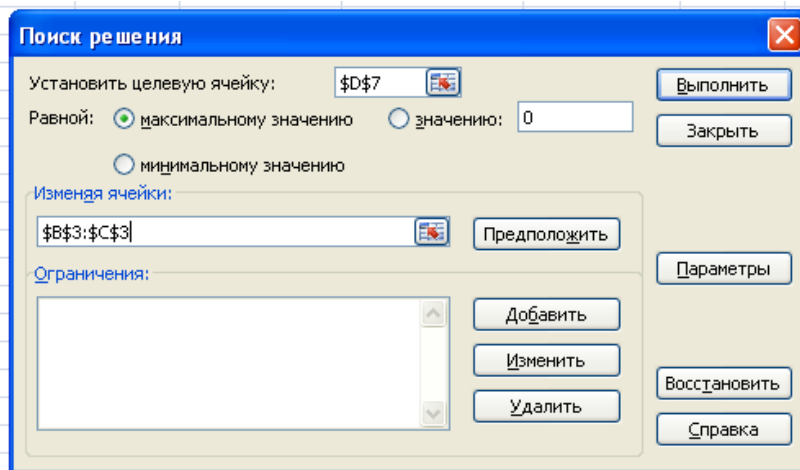 Поиск решения
Установить целевую ячейку: $D$7
Выполнить
Равной: максимальному значению значению: 0
Закрыть
минимальному значению
Изменяя ячейки:
$B$3:$C$3
Предположить
Параметры
Ограничения:
Добавить
Изменить
Удалить
Восстановить
Справка